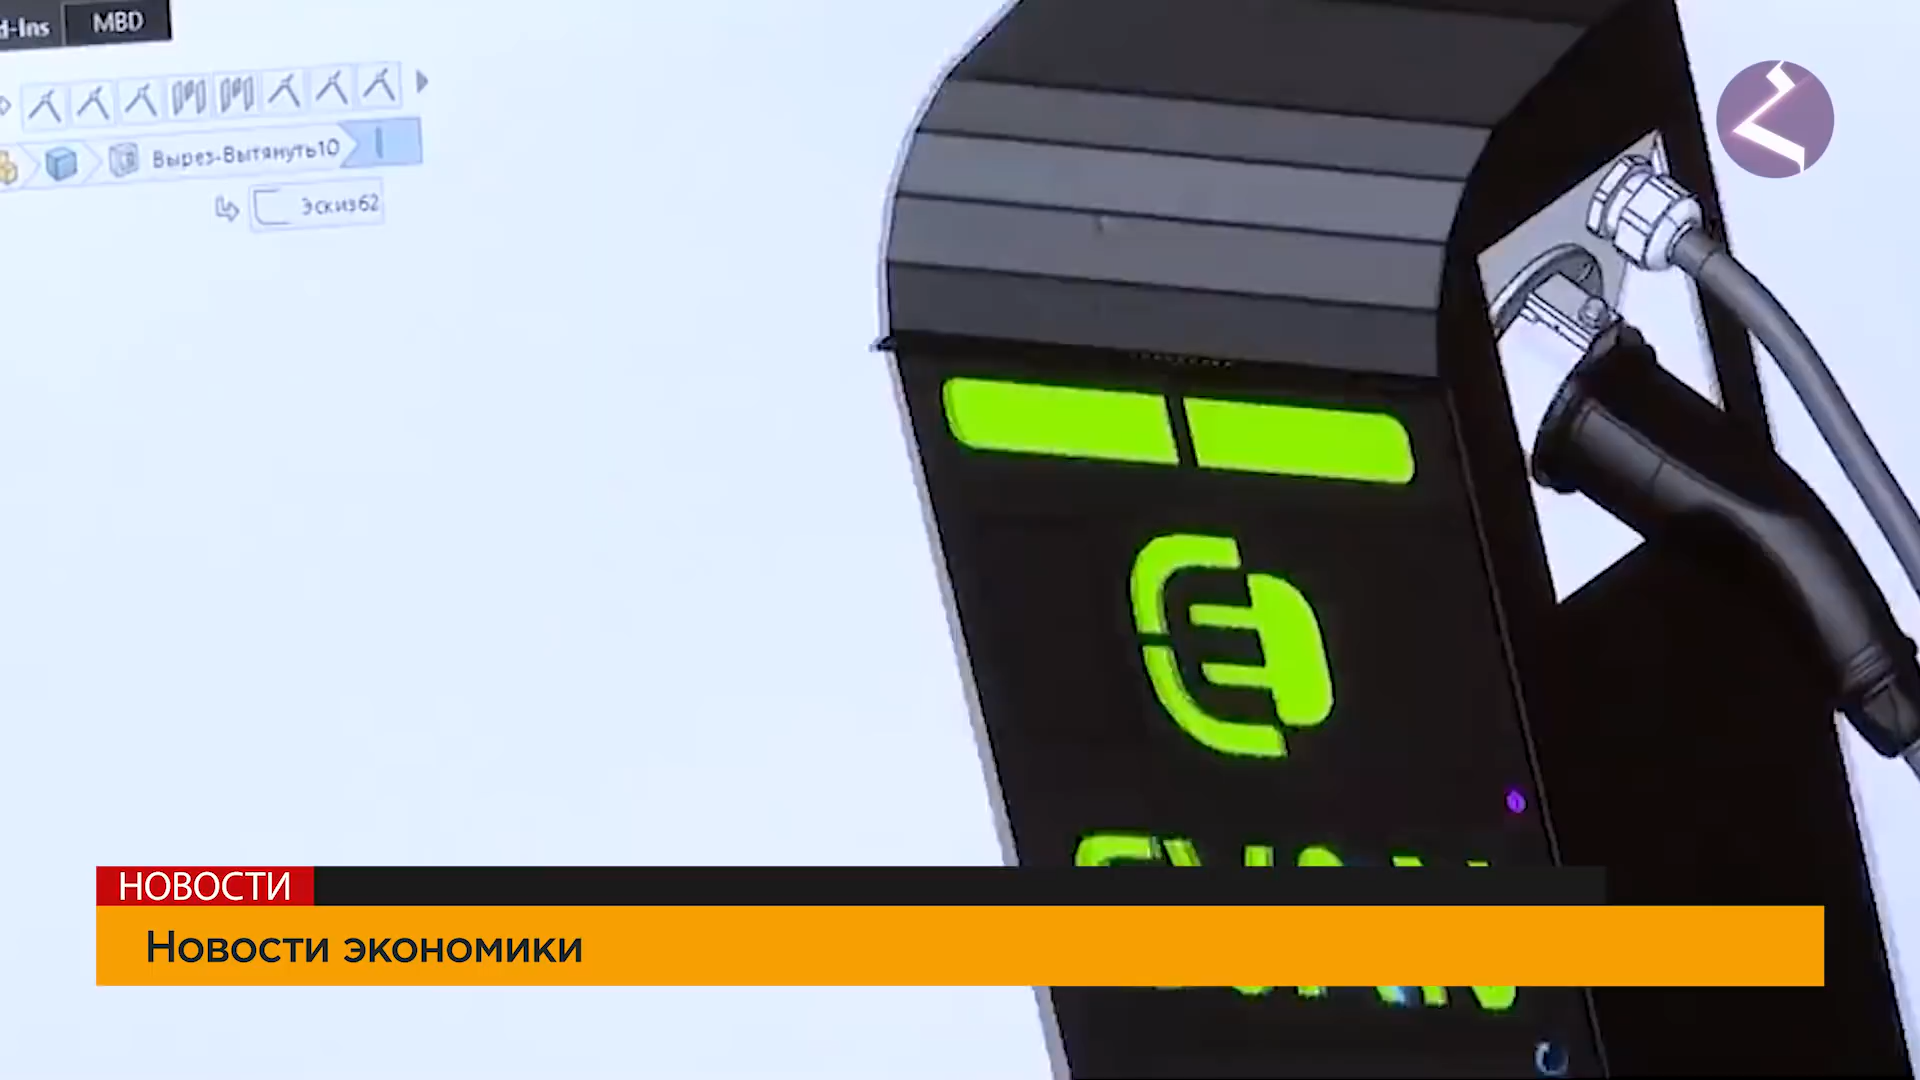 d-Ins MBD
Вырез-Вытянуть10
Эскиз62
НОВОСТИ
Новости экономики